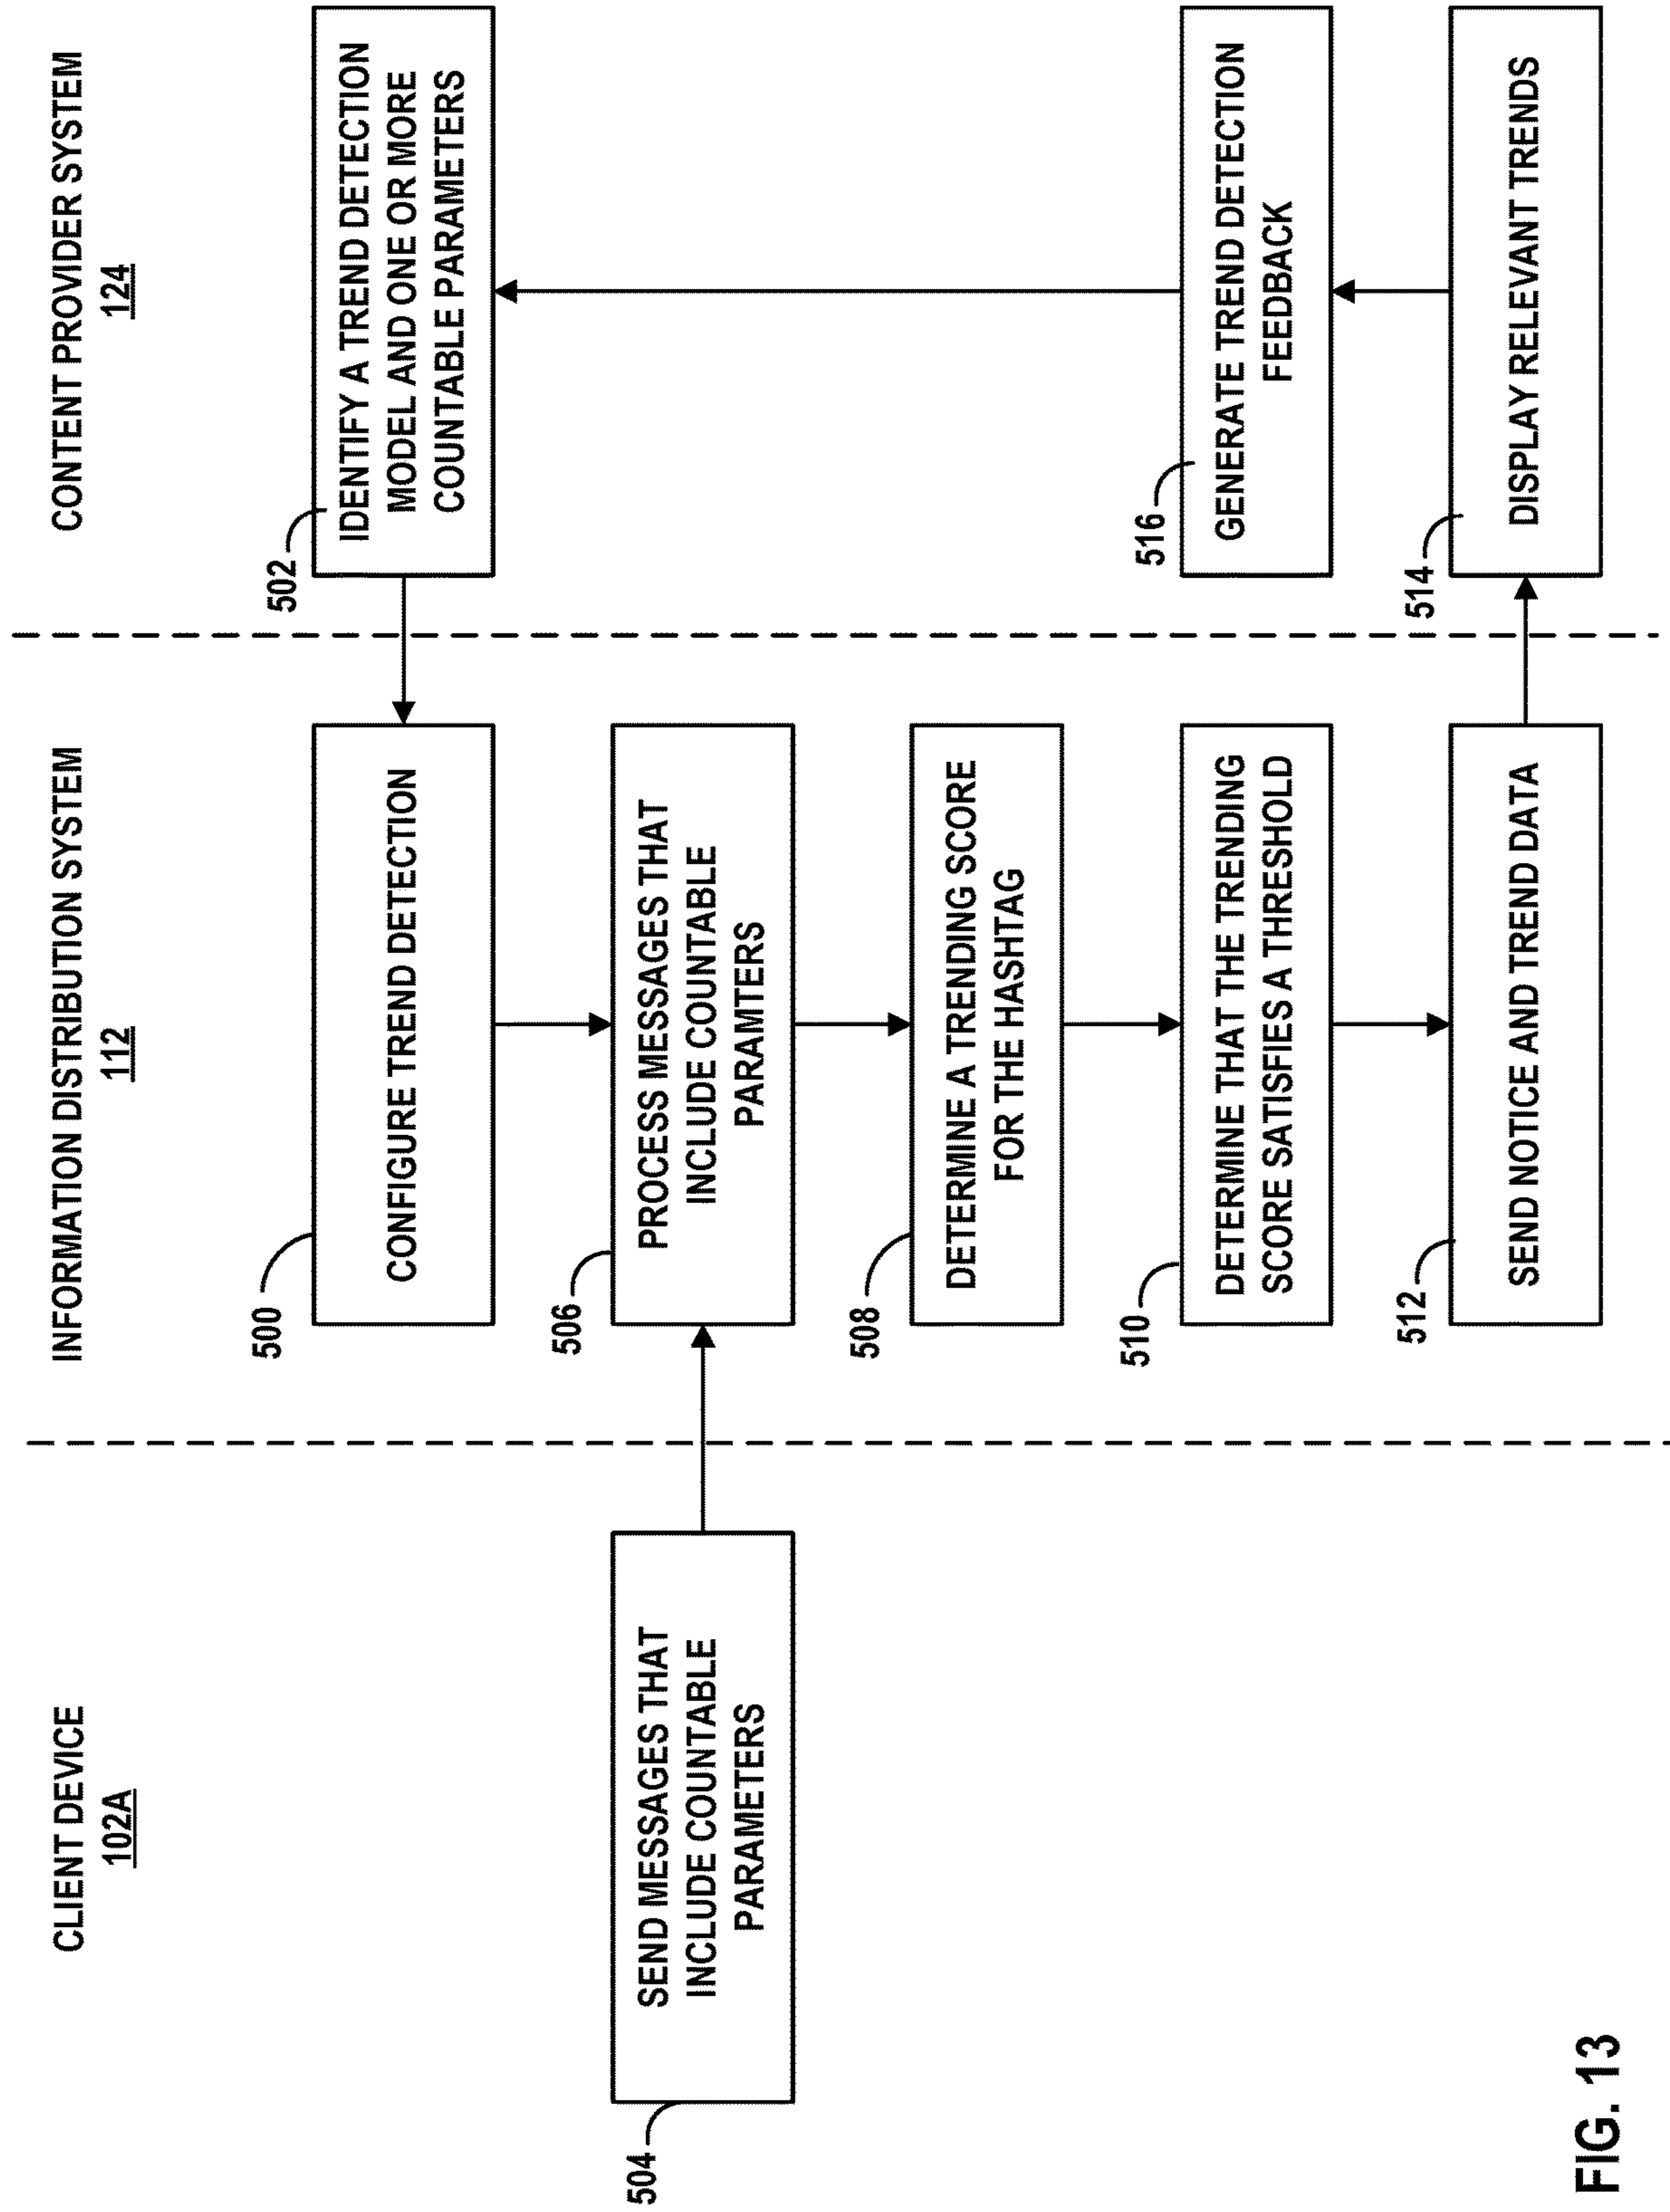 CLIENT DEVICE
102A
INFORMATION DISTRIBUTION SYSTEM
112
CONTENT PROVIDER SYSTEM
124
500
CONFIGURE TREND DETECTION
502
IDENTIFY A TREND DETECTION
MODEL AND ONE OR MORE
COUNTABLE PARAMETERS
504
SEND MESSAGES THAT
INCLUDE COUNTABLE
PARAMETERS
506
PROCESS MESSAGES THAT
INCLUDE COUNTABLE
PARAMTERS
508
DETERMINE A TRENDING SCORE
FOR THE HASHTAG
510
DETERMINE THAT THE TRENDING
SCORE SATISFIES A THRESHOLD
516
GENERATE TREND DETECTION
FEEDBACK
512
SEND NOTICE AND TREND DATA
514
DISPLAY RELEVANT TRENDS
FIG. 13